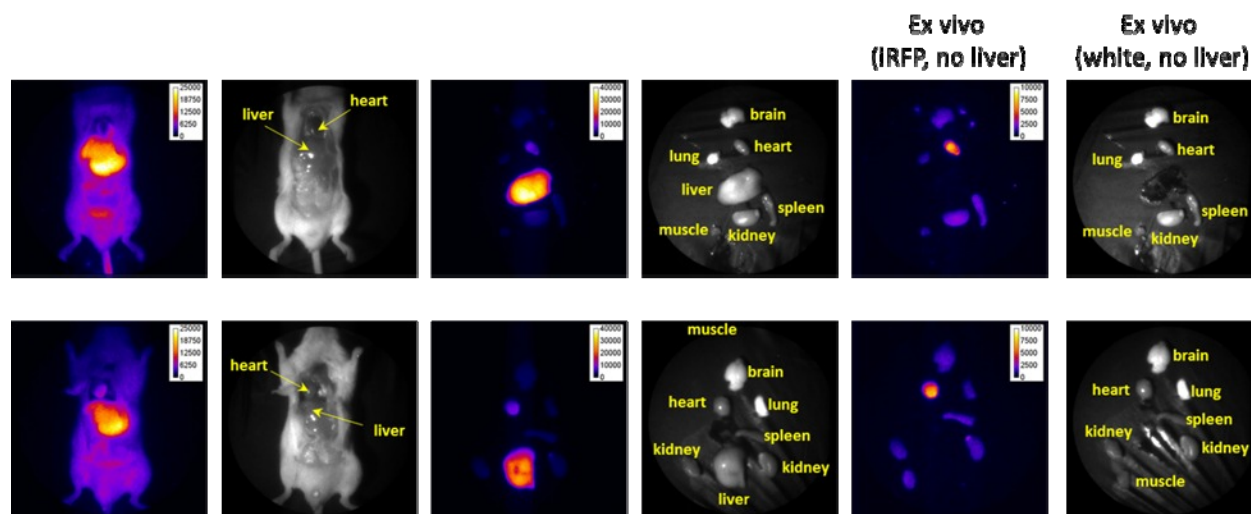 Ex vivo
(iRFP, no liver)
Ex vivo
(white, no liver)
25000
18750
12500
6250
0
liver
heart
40000
30000
20000
10000
0
brain
heart
lung
liver
spleen
muscle
kidney
10000
7500
5000
2500
0
brain
heart
lung
spleen
muscle
kidney
25000
18750
12500
6250
0
heart
liver
40000
30000
20000
10000
0
muscle
brain
heart
lung
spleen
kidney
kidney
liver
10000
7500
5000
2500
0
brain
heart
lung
spleen
kidney
kidney
muscle